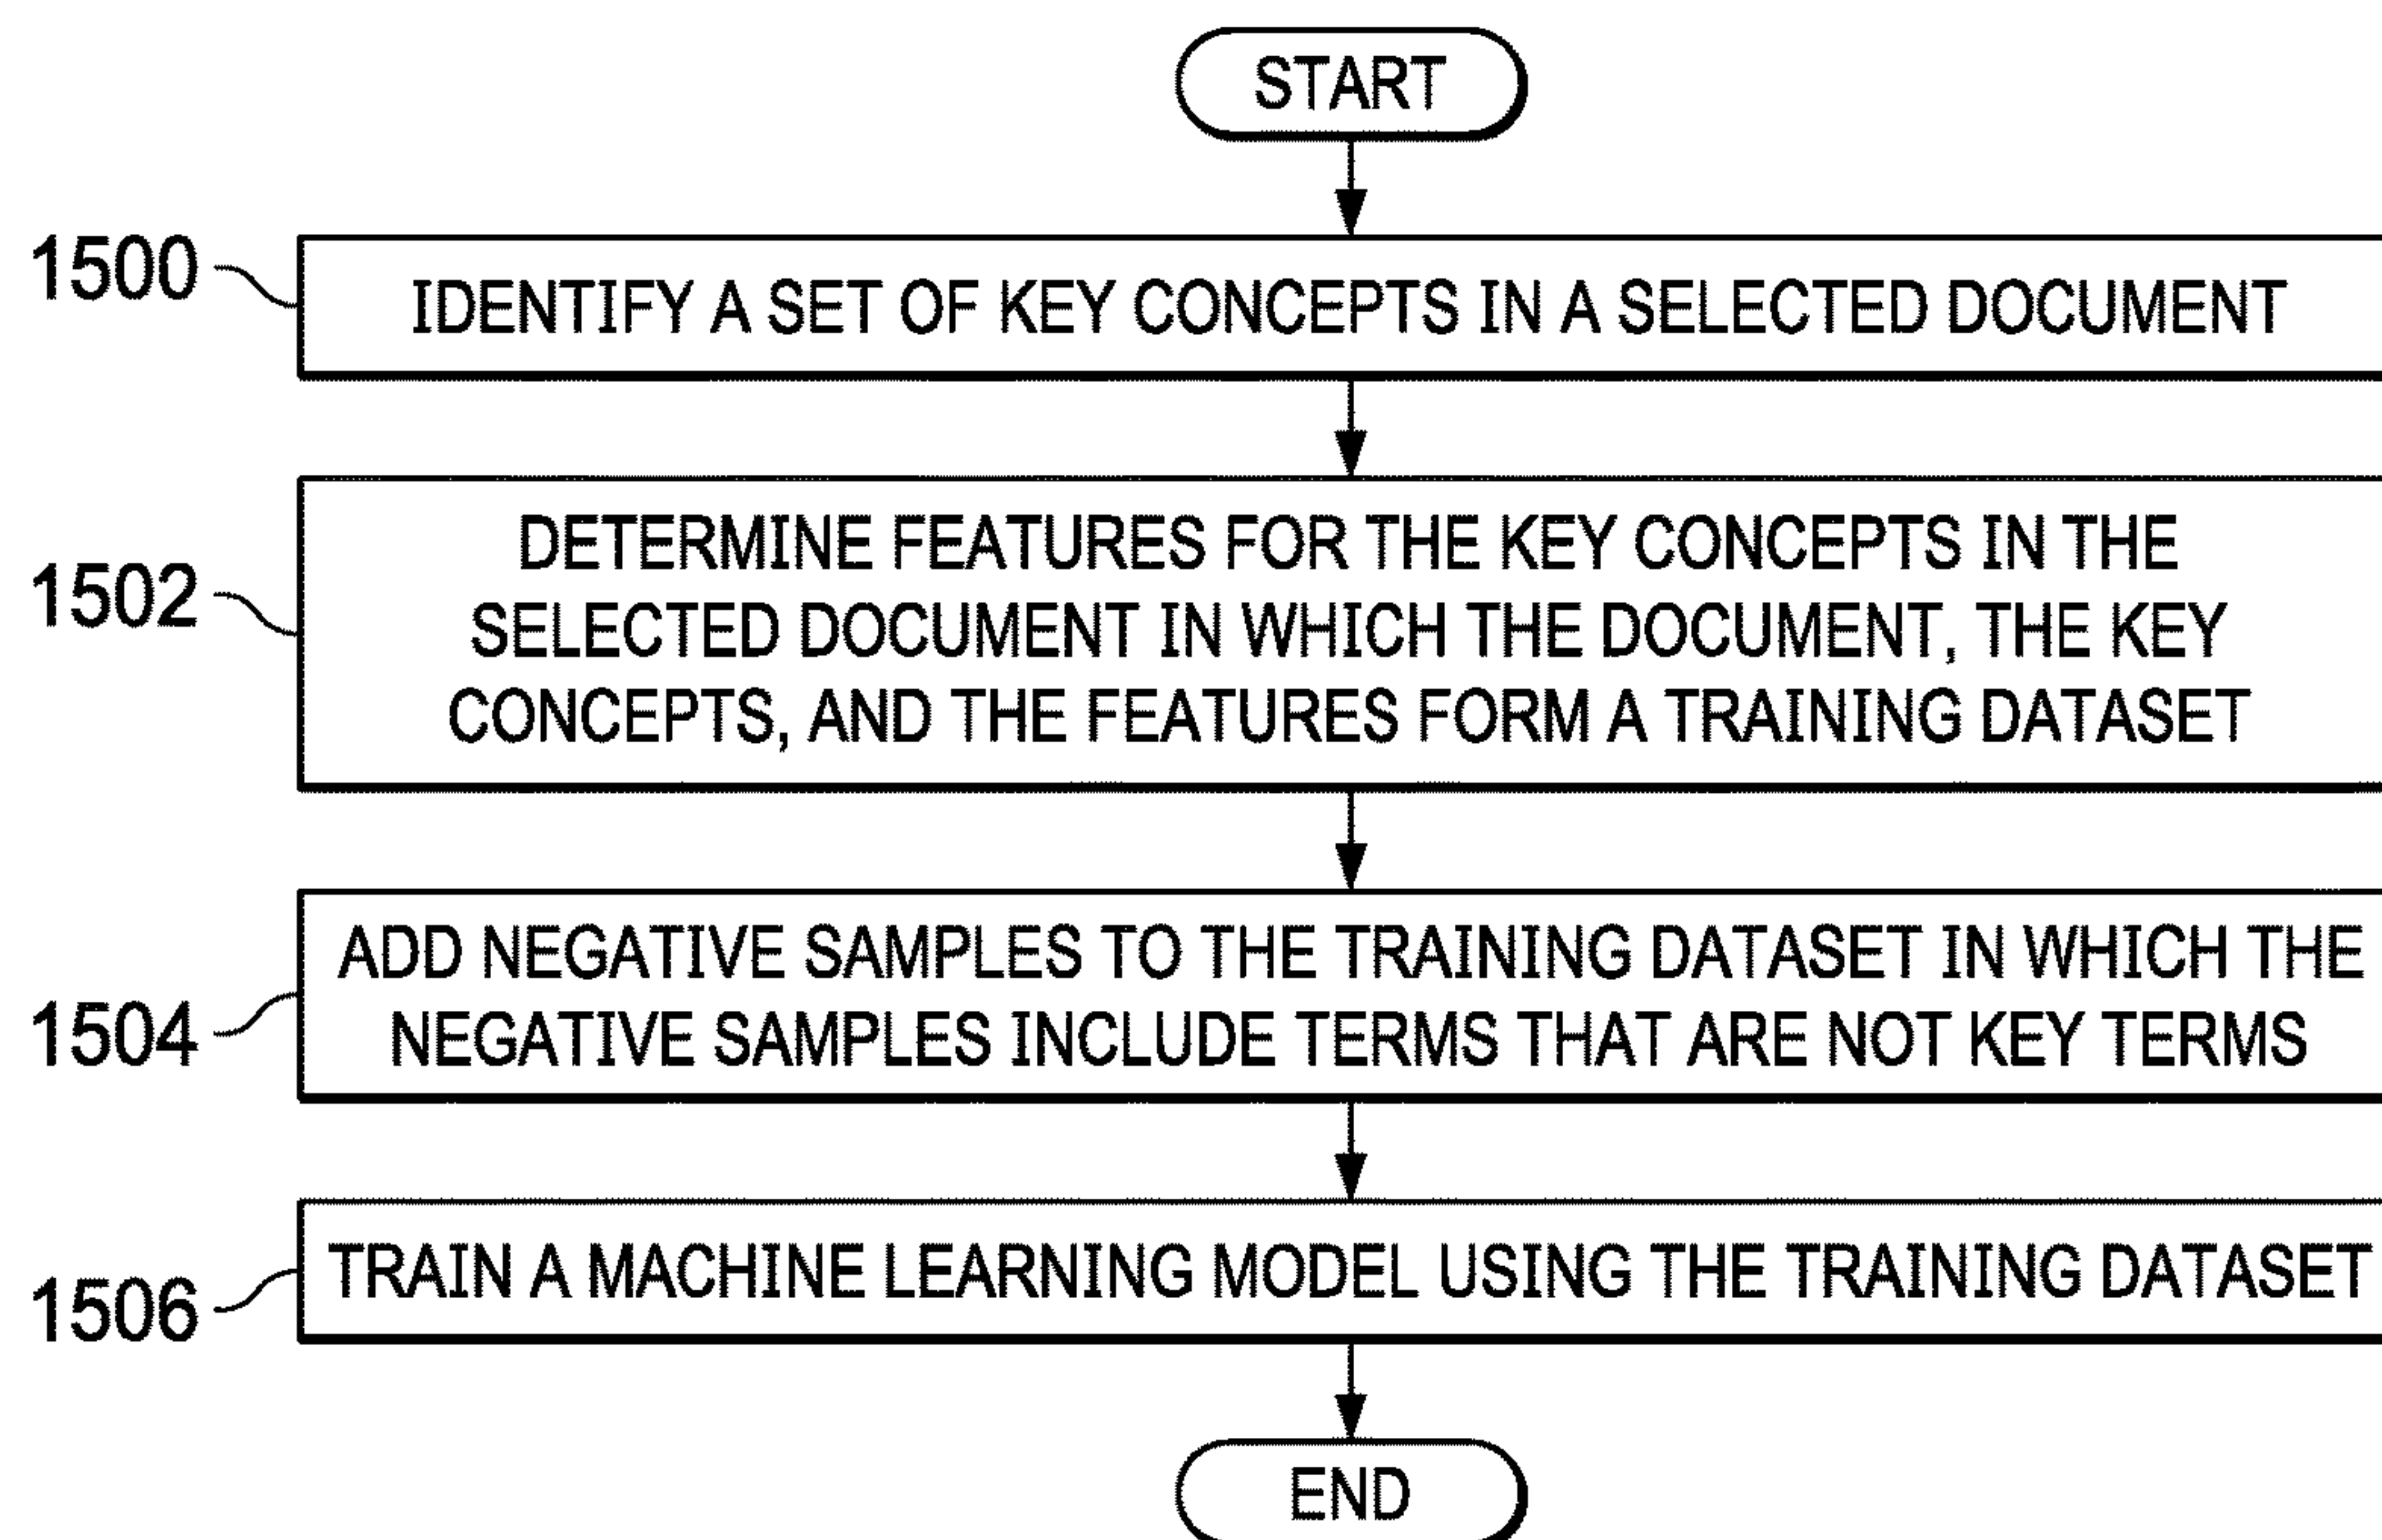 START
1500
IDENTIFY A SET OF KEY CONCEPTS IN A SELECTED DOCUMENT
1502
DETERMINE FEATURES FOR THE KEY CONCEPTS IN THE
SELECTED DOCUMENT IN WHICH THE DOCUMENT, THE KEY
CONCEPTS, AND THE FEATURES FORM A TRAINING DATASET
1504
ADD NEGATIVE SAMPLES TO THE TRAINING DATASET IN WHICH THE
NEGATIVE SAMPLES INCLUDE TERMS THAT ARE NOT KEY TERMS
1506
TRAIN A MACHINE LEARNING MODEL USING THE TRAINING DATASET
END